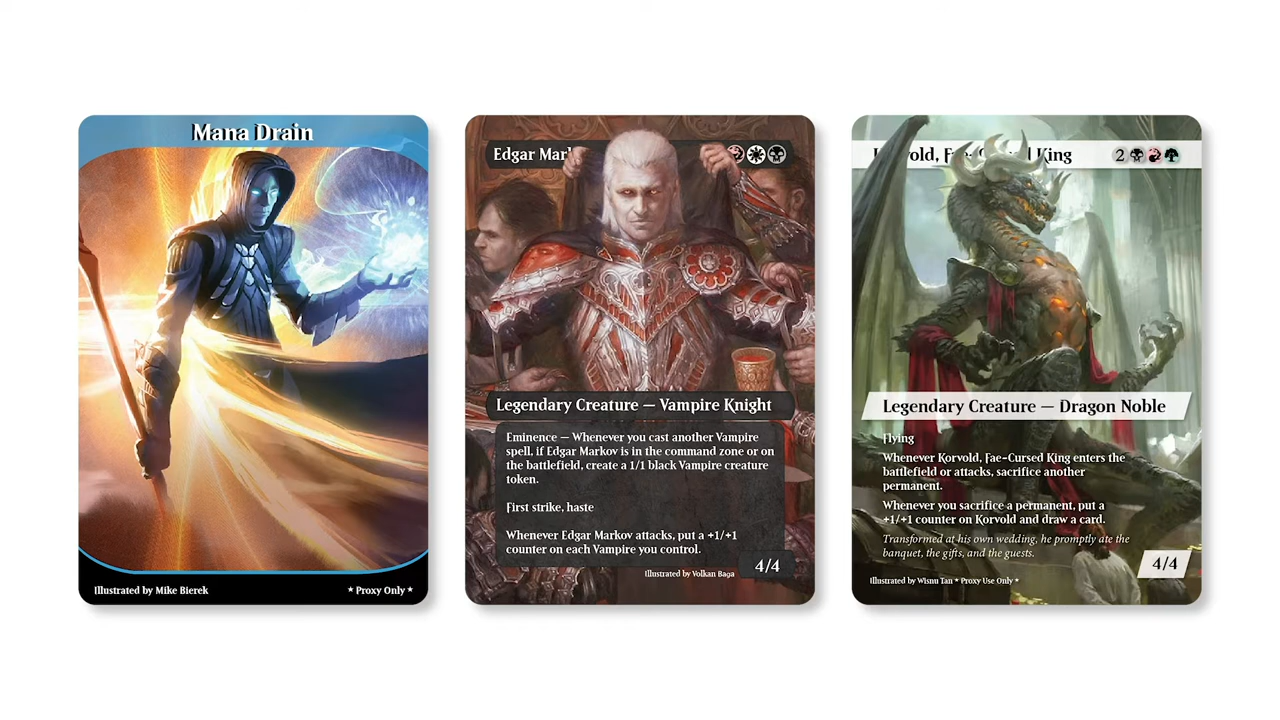 Mana Drain
Illustrated by Mike Bierek
★ Proxy Only ★
Edgar
Legendary Creature — Vampire Knight
Eminence — Whenever you cast another Vampire
spell, if Edgar Markov is in the command zone or on
the battlefield, create a 1/1 black Vampire creature
token.
First strike, haste
Whenever Edgar Markov attacks, put a +1/+1
counter on each Vampire you control.
Illustrated by Volkan Baga
4/4
Korvold, Fae-Cursed King
2
Legendary Creature — Dragon Noble
Flying
Whenever Korvold, Fae-Cursed King enters the
battlefield or attacks, sacrifice another
permanent.
Whenever you sacrifice a permanent, put a
+1/+1 counter on Korvold and draw a card.
Transformed at his own wedding, he promptly ate the
banquet, the gifts, and the guests.
Illustrated by Wisnu Tan ★ Proxy Use Only ★
4/4